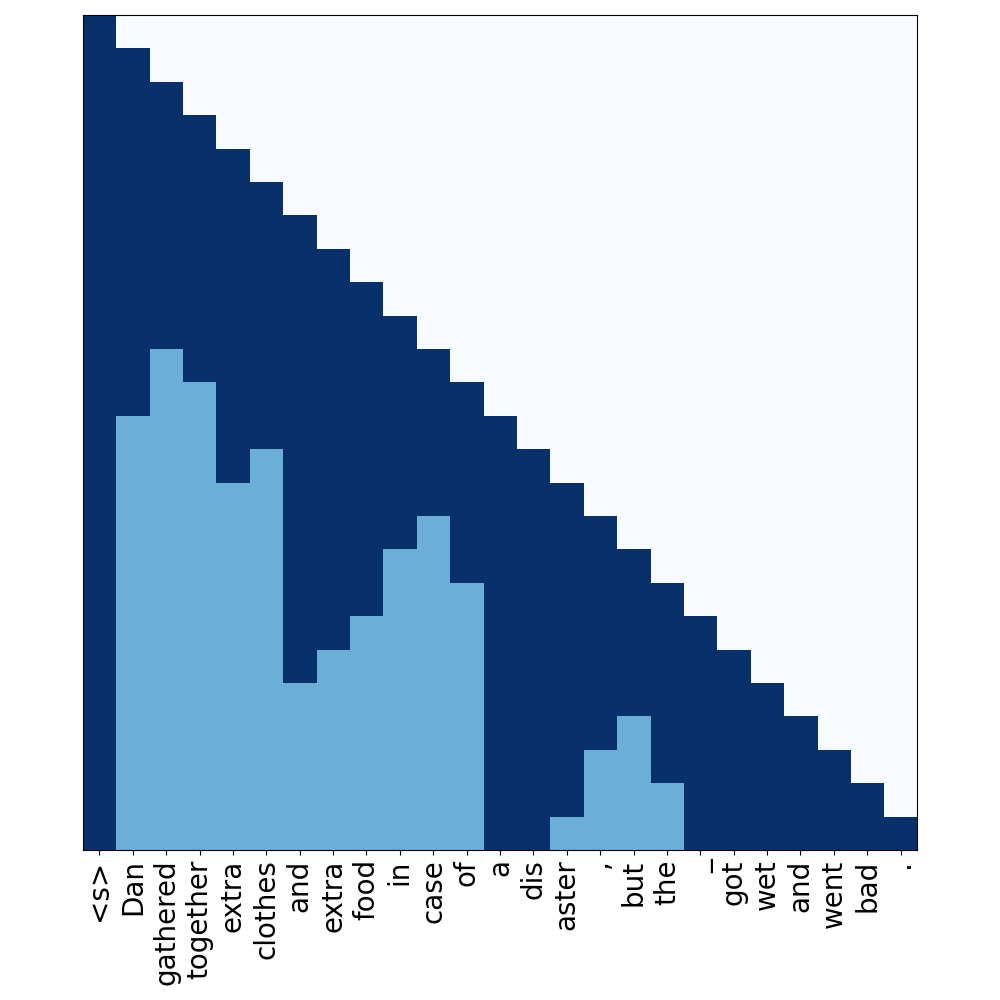 <s> Dan gathered together extra clothes and extra food in case of a dis aster , but the _ got wet and went bad .